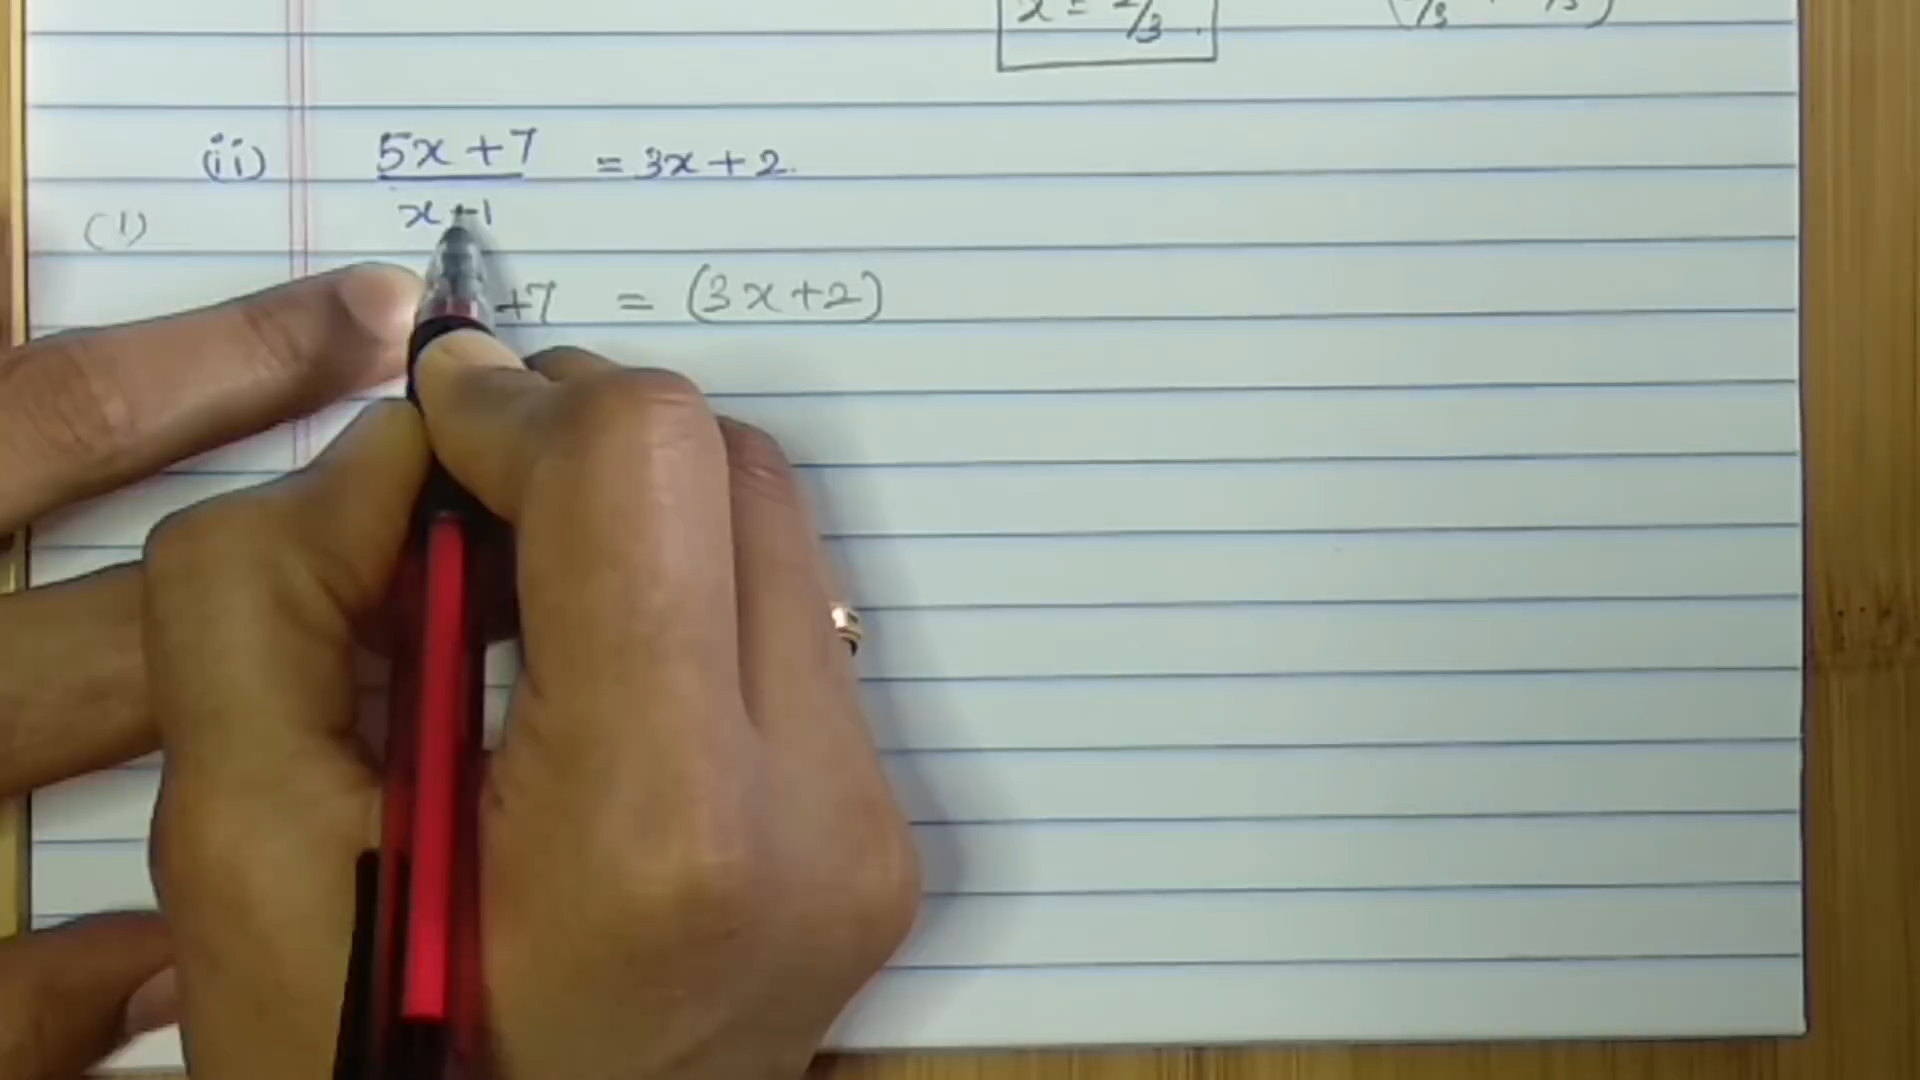 x = 2/3
(ii) 5x + 7 = 3x + 2.
x + 1
(1)
+7 = (3x + 2)